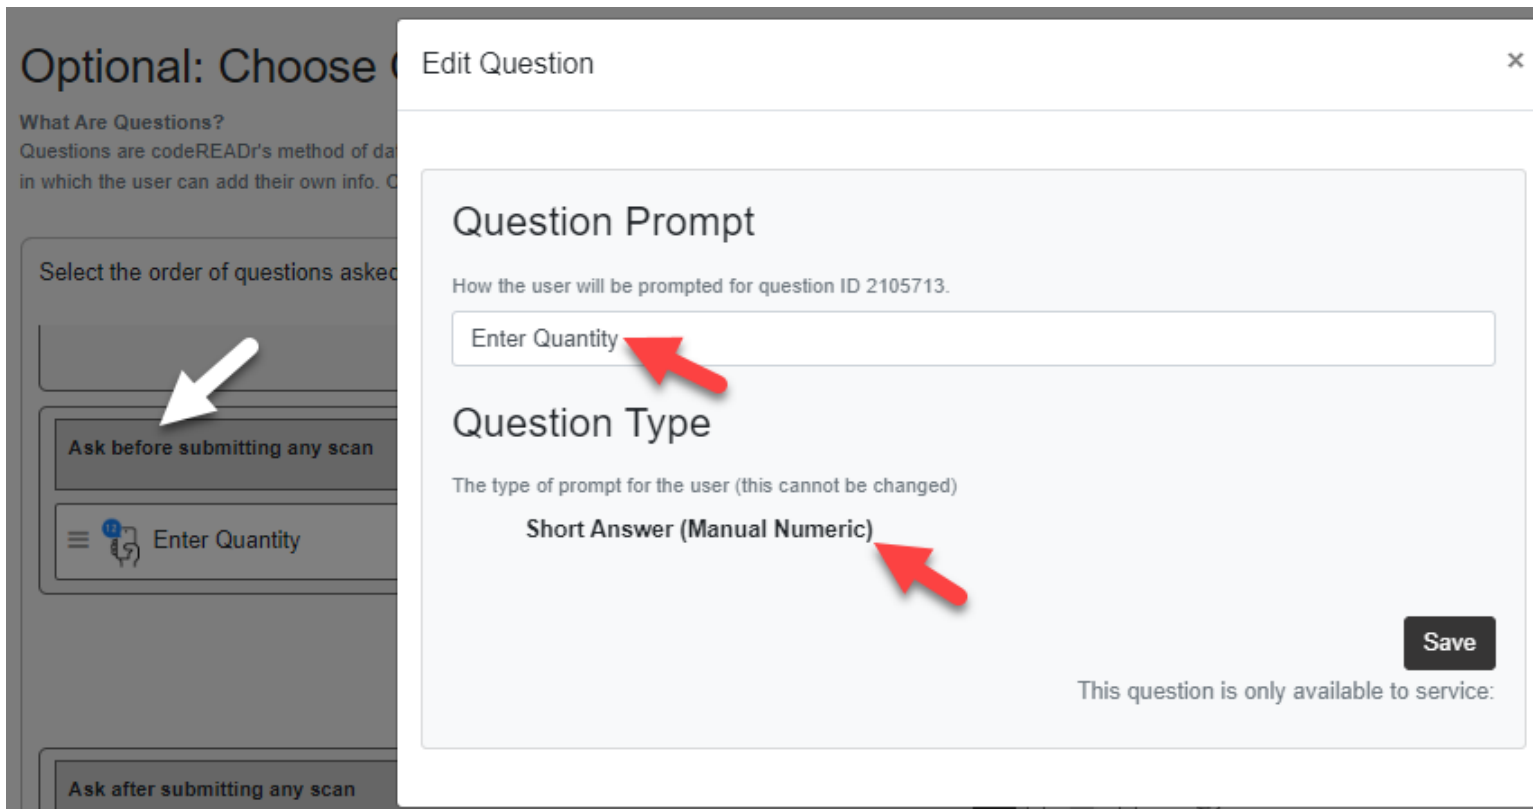 Optional: Choose
What Are Questions?
Questions are codeREADr's method of
in which the user can add their own info.
Select the order of questions asked
Ask before submitting any scan
12
Enter Quantity
Ask after submitting any scan
Edit Question
×
Question Prompt
How the user will be prompted for question ID 2105713.
Enter Quantity
Question Type
The type of prompt for the user (this cannot be changed)
Short Answer (Manual Numeric)
Save
This question is only available to service: